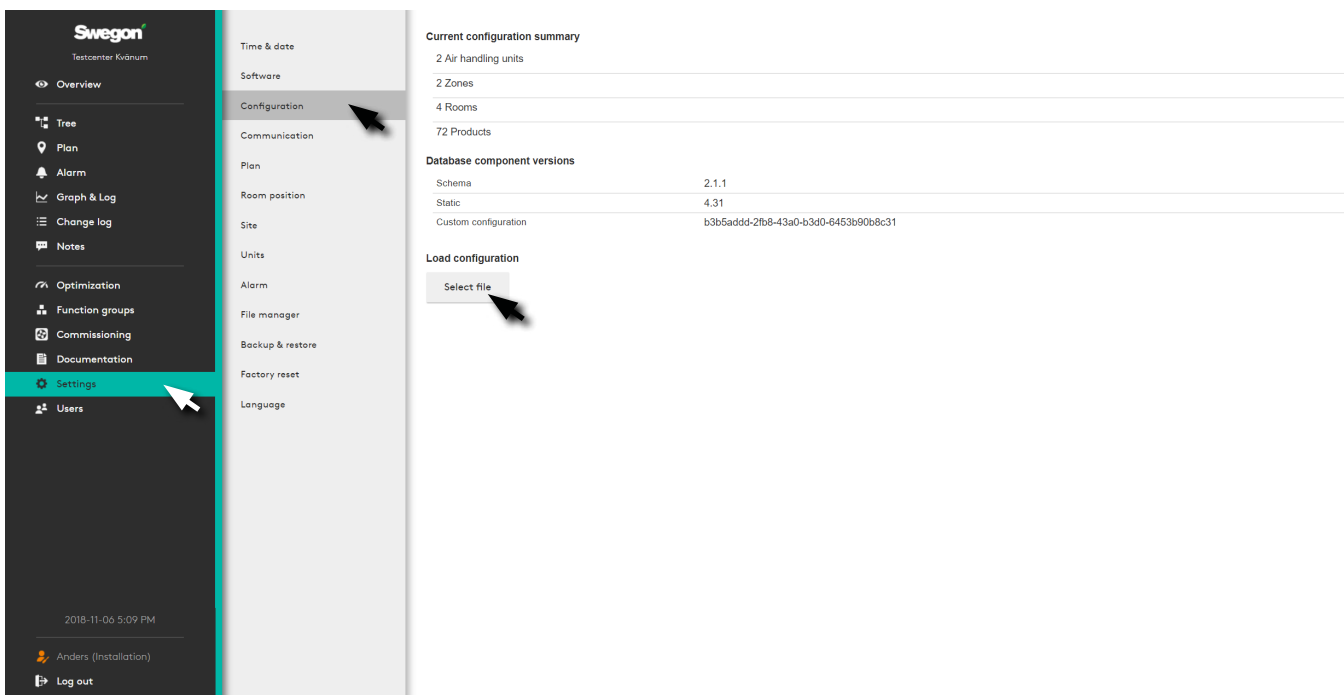 Swegon
Testcenter Kvänum
Overview
Tree
Plan
Alarm
Graph & Log
Change log
Notes
Optimization
Function groups
Commissioning
Documentation
Settings
Users
2018-11-06 5:09 PM
Anders (Installation)
Log out
Time & date
Software
Configuration
Communication
Plan
Room position
Site
Units
Alarm
File manager
Backup & restore
Factory reset
Language
Current configuration summary
2 Air handling units
2 Zones
4 Rooms
72 Products
Database component versions
Schema 2.1.1
Static 4.31
Custom configuration b3b5addd-2fb8-43a0-b3d0-6453b90b8c31
Load configuration
Select file